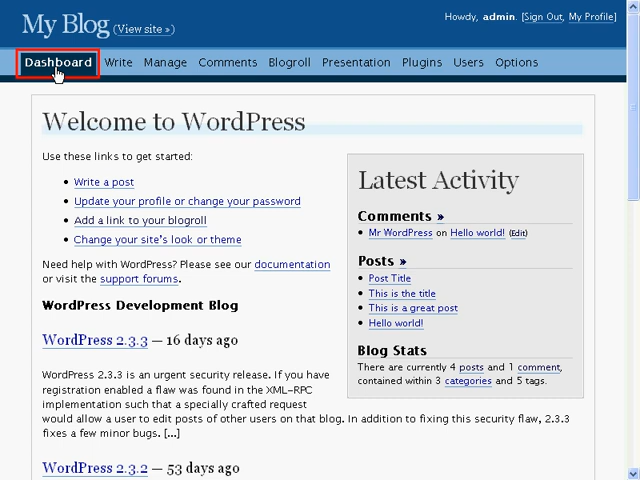 My Blog (View site »)
Howdy, admin. [Sign Out, My Profile]
Dashboard Write Manage Comments Blogroll Presentation Plugins Users Options
Welcome to WordPress
Use these links to get started:
• Write a post
• Update your profile or change your password
• Add a link to your blogroll
• Change your site's look or theme
Need help with WordPress? Please see our documentation
or visit the support forums.
WordPress Development Blog
WordPress 2.3.3 — 16 days ago
WordPress 2.3.3 is an urgent security release. If you have
registration enabled a flaw was found in the XML-RPC
implementation such that a specially crafted request
would allow a user to edit posts of other users on that blog. In addition to fixing this security flaw, 2.3.3
fixes a few minor bugs. [...]
WordPress 2.3.2 — 53 days ago
Latest Activity
Comments »
• Mr WordPress on Hello world! (Edit)
Posts »
• Post Title
• This is the title
• This is a great post
• Hello world!
Blog Stats
There are currently 4 posts and 1 comment,
contained within 3 categories and 5 tags.